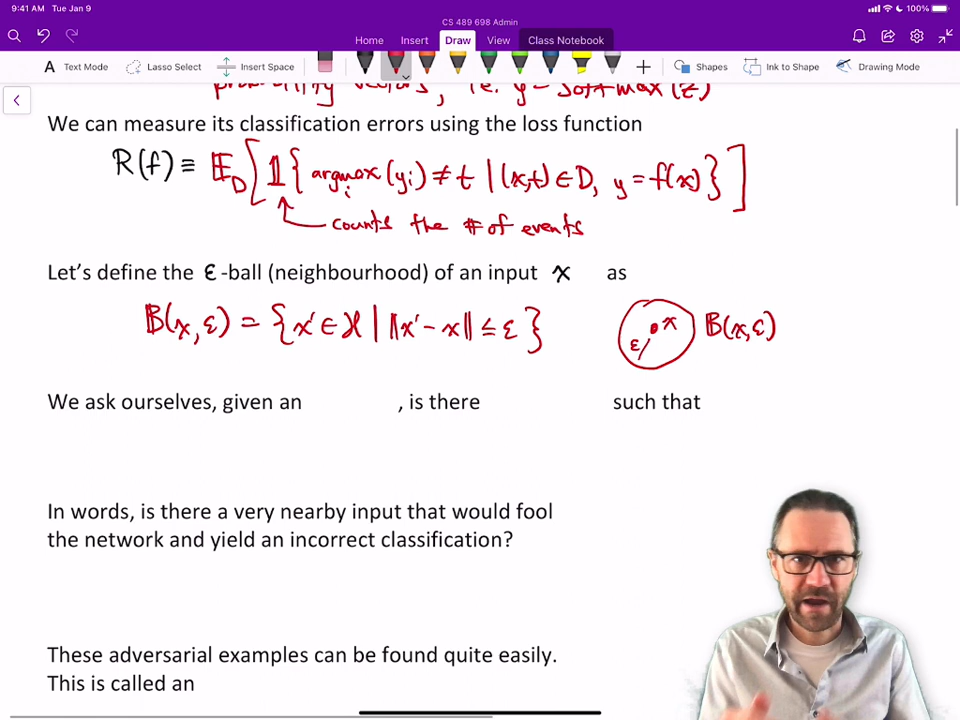 9:41 AM Tue Jan 9
100%
CS 489 698 Admin
Home Insert Draw View Class Notebook
A Text Mode Lasso Select Insert Space Shapes Ink to Shape Drawing Mode
probability vectors, i.e. y = softmax(z)
We can measure its classification errors using the loss function
R(f) ≡ 𝔼_D[𝟙{argmax_i(y_i) ≠ t | (x,t) ∈ D, y = f(x)}]
counts the # of events
Let's define the ε-ball (neighbourhood) of an input x as
𝔹(x,ε) = {x' ∈ X | ||x' - x|| ≤ ε}
x 𝔹(x,ε)
ε
We ask ourselves, given an , is there such that
In words, is there a very nearby input that would fool
the network and yield an incorrect classification?
These adversarial examples can be found quite easily.
This is called an